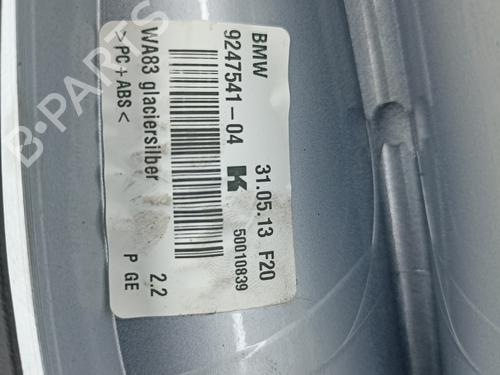 BMW 31.05.13 F20
9247541-04 K 50010839
WA83 glaciersilber 2.2
>PC+ABS< P GE
B-PARTS